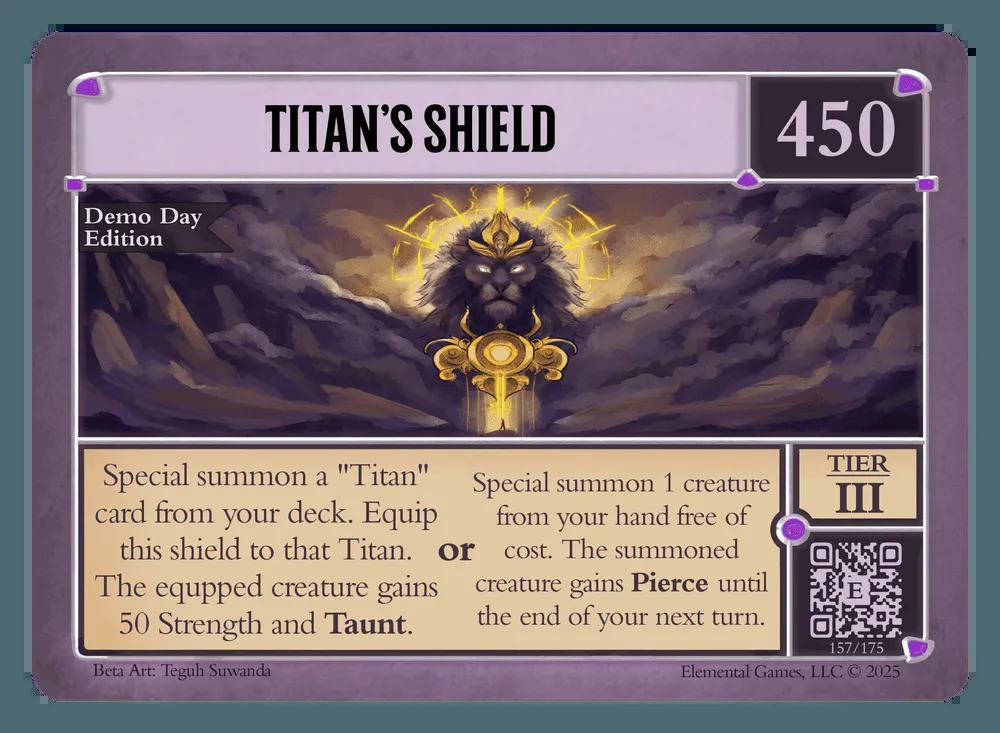 TITAN'S SHIELD
450
Demo Day
Edition
Special summon a "Titan"
card from your deck. Equip
this shield to that Titan.
The equpped creature gains
50 Strength and Taunt.
or
Special summon 1 creature
from your hand free of
cost. The summoned
creature gains Pierce until
the end of your next turn.
TIER
III
E
157/175
Beta Art: Teguh Suwanda
Elemental Games, LLC © 2025